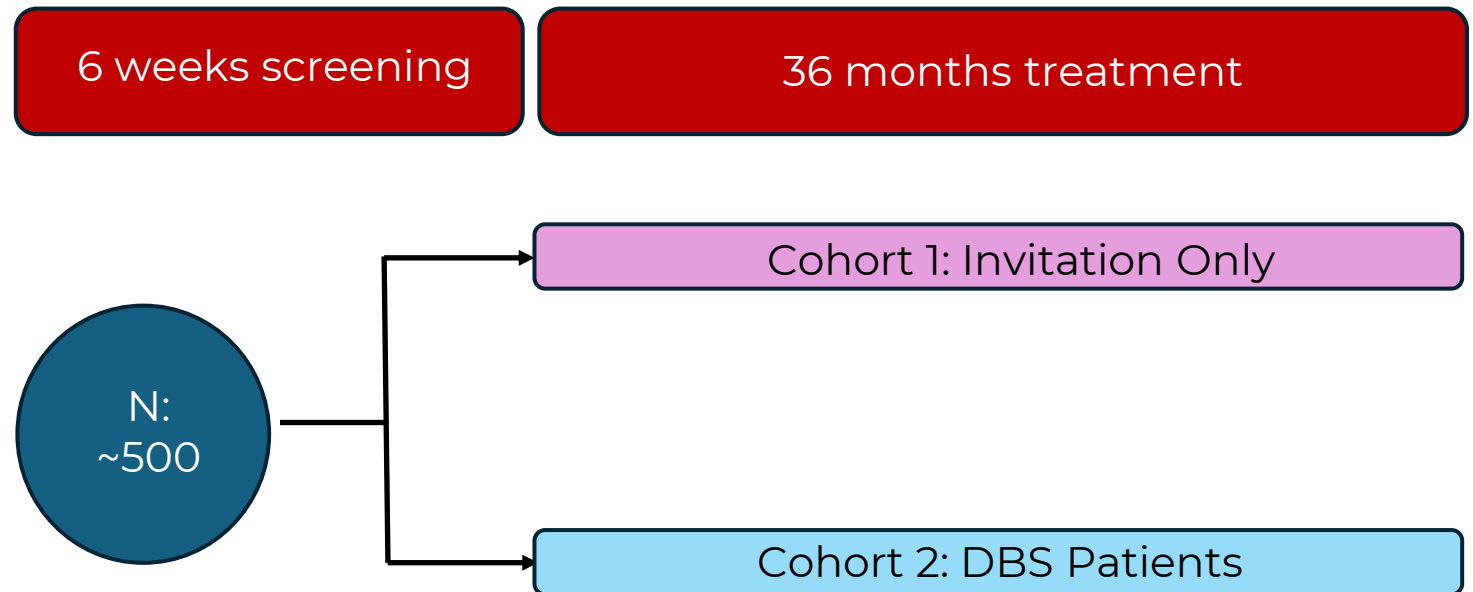 6 weeks screening
36 months treatment
Cohort 1: Invitation Only
N:
~500
Cohort 2: DBS Patients